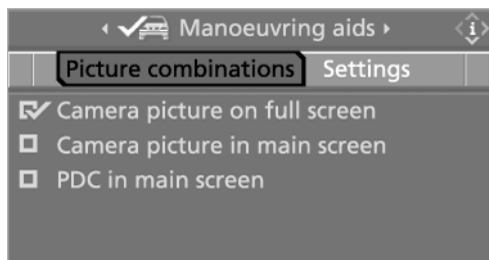 Manoeuvring aids
Picture combinations Settings
Camera picture on full screen
Camera picture in main screen
PDC in main screen